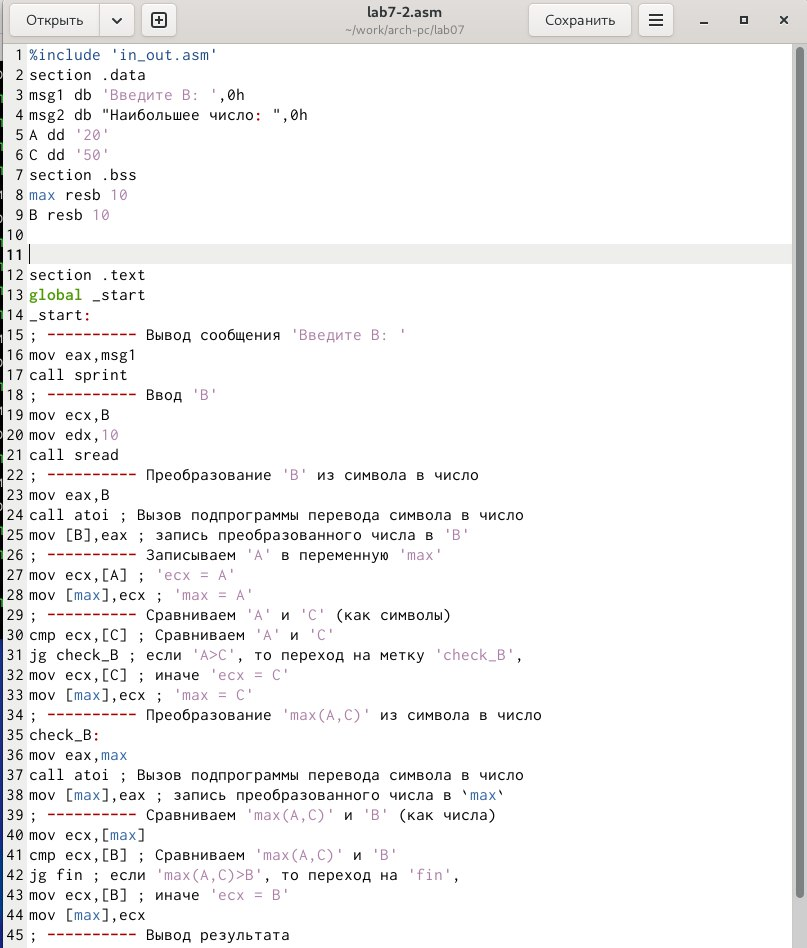 Открыть
lab7-2.asm
~/work/arch-pc/lab07
Сохранить
1 %include 'in_out.asm'
2 section .data
3 msg1 db 'Введите B: ',0h
4 msg2 db "Наибольшее число: ",0h
5 A dd '20'
6 C dd '50'
7 section .bss
8 max resb 10
9 B resb 10
10
11
12 section .text
13 global _start
14 _start:
15 ; ---------- Вывод сообщения 'Введите B: '
16 mov eax,msg1
17 call sprint
18 ; ---------- Ввод 'B'
19 mov ecx,B
20 mov edx,10
21 call sread
22 ; ---------- Преобразование 'B' из символа в число
23 mov eax,B
24 call atoi ; Вызов подпрограммы перевода символа в число
25 mov [B],eax ; запись преобразованного числа в 'B'
26 ; ---------- Записываем 'A' в переменную 'max'
27 mov ecx,[A] ; 'ecx = A'
28 mov [max],ecx ; 'max = A'
29 ; ---------- Сравниваем 'A' и 'С' (как символы)
30 cmp ecx,[C] ; Сравниваем 'A' и 'С'
31 jg check_B ; если 'A>C', то переход на метку 'check_B',
32 mov ecx,[C] ; иначе 'ecx = C'
33 mov [max],ecx ; 'max = C'
34 ; ---------- Преобразование 'max(A,C)' из символа в число
35 check_B:
36 mov eax,max
37 call atoi ; Вызов подпрограммы перевода символа в число
38 mov [max],eax ; запись преобразованного числа в `max`
39 ; ---------- Сравниваем 'max(A,C)' и 'B' (как числа)
40 mov ecx,[max]
41 cmp ecx,[B] ; Сравниваем 'max(A,C)' и 'B'
42 jg fin ; если 'max(A,C)>B', то переход на 'fin',
43 mov ecx,[B] ; иначе 'ecx = B'
44 mov [max],ecx
45 ; ---------- Вывод результата